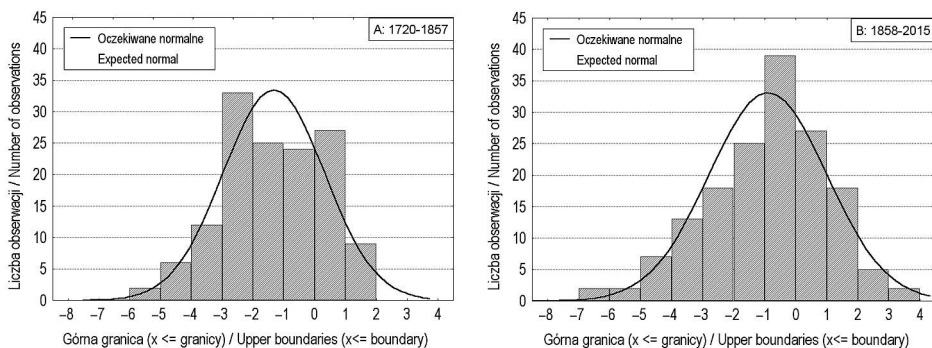 A: 1720-1857
Oczekiwane normalne
Expected normal
Liczba obserwacji / Number of observations
45
40
35
30
25
20
15
10
5
0
–8 –7 –6 –5 –4 –3 –2 –1 0 1 2 3 4
Górna granica (x <= granicy) / Upper boundaries (x<= boundary)
B: 1858-2015
Oczekiwane normalne
Expected normal
Liczba obserwacji / Number of observations
45
40
35
30
25
20
15
10
5
0
–8 –7 –6 –5 –4 –3 –2 –1 0 1 2 3 4
Górna granica (x <= granicy) / Upper boundaries (x<= boundary)